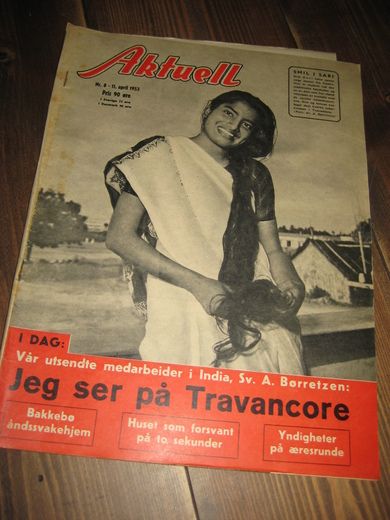 Aktuell
Nr. 8 - 11. april 1953
Pris 90 øre
SMIL I SARI
I DAG:
Vår utsendte medarbeider i India, Sv. A. Børretzen:
Jeg ser på Travancore
Bakkebø
åndssvakehjem
Huset som forsvant
på to sekunder
Yndigheter
på æresrunde